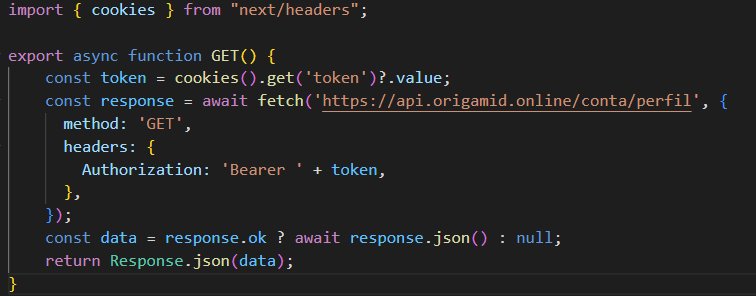 import { cookies } from "next/headers";

export async function GET() {
    const token = cookies().get('token')?.value;
    const response = await fetch('https://api.origamid.online/conta/perfil', {
      method: 'GET',
      headers: {
        Authorization: 'Bearer ' + token,
      },
    });
    const data = response.ok ? await response.json() : null;
    return Response.json(data);
}